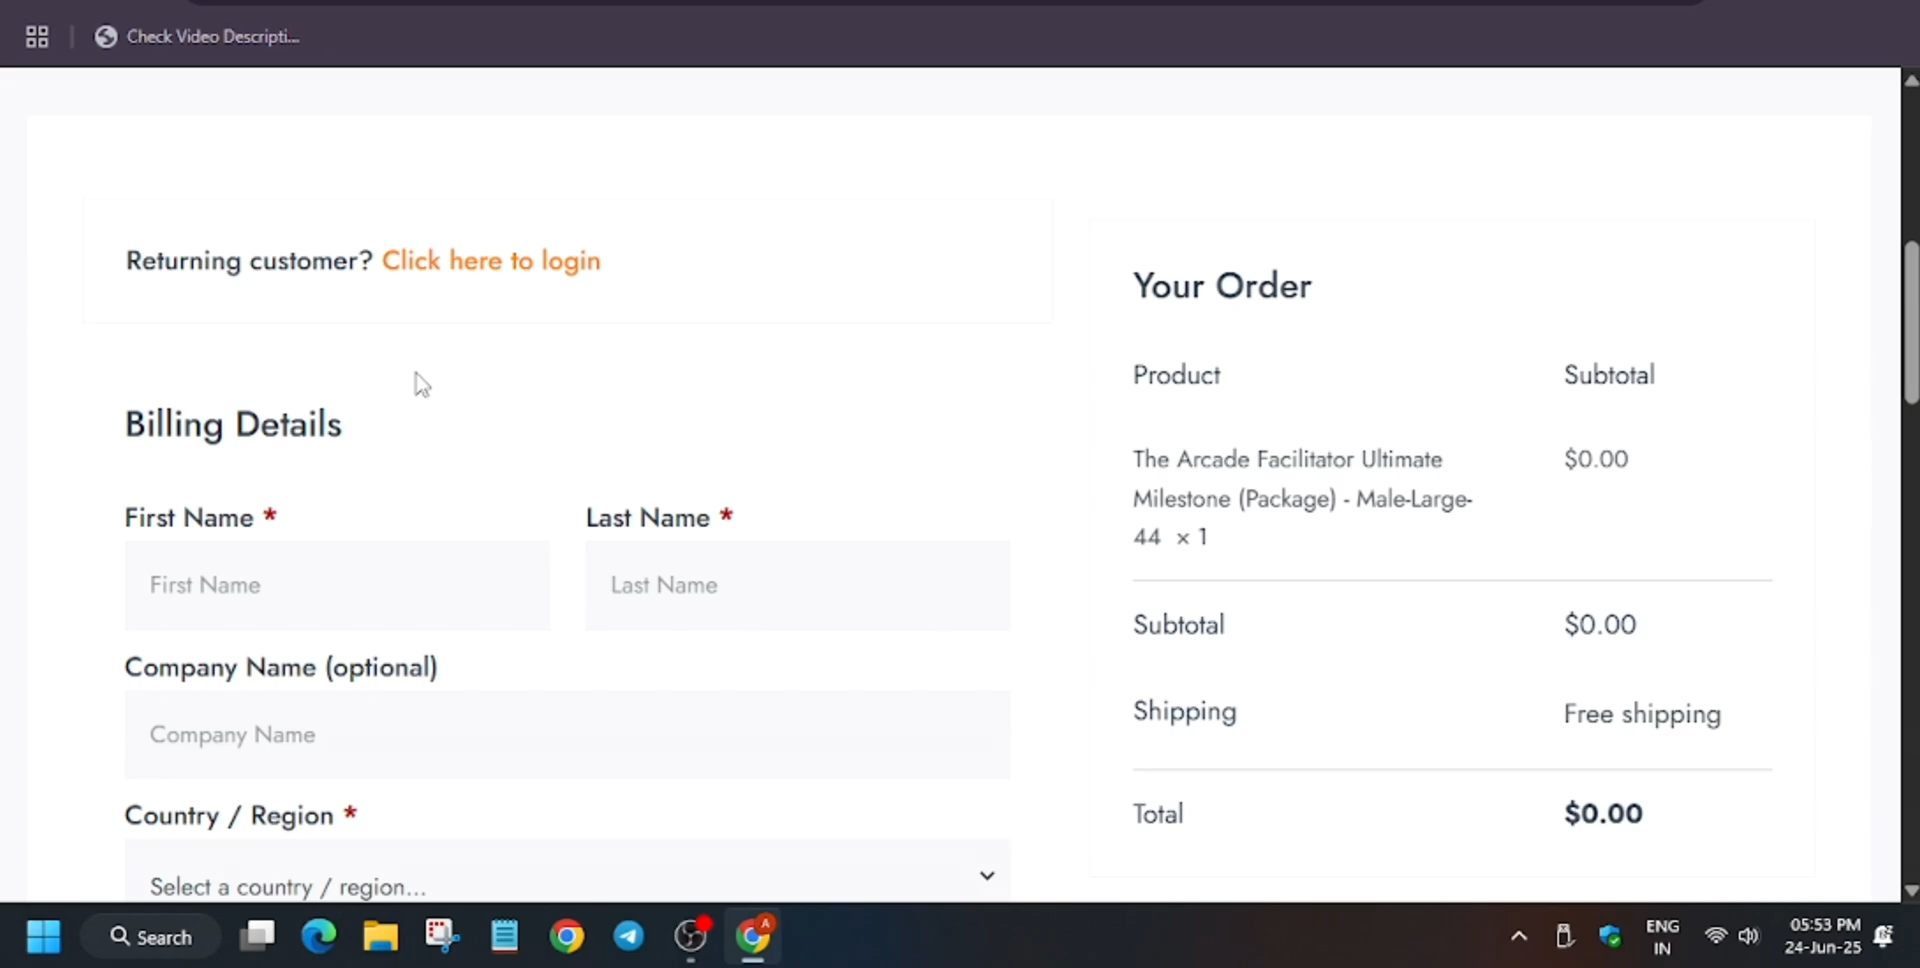 Check Video Descripti...
Returning customer? Click here to login
Billing Details
First Name *
Last Name *
First Name
Last Name
Company Name (optional)
Company Name
Country / Region *
Select a country / region...
Your Order
Product
Subtotal
The Arcade Facilitator Ultimate
Milestone (Package) - Male-Large-
44 × 1
$0.00
Subtotal
$0.00
Shipping
Free shipping
Total
$0.00
Search
ENG
IN
05:53 PM
24-Jun-25